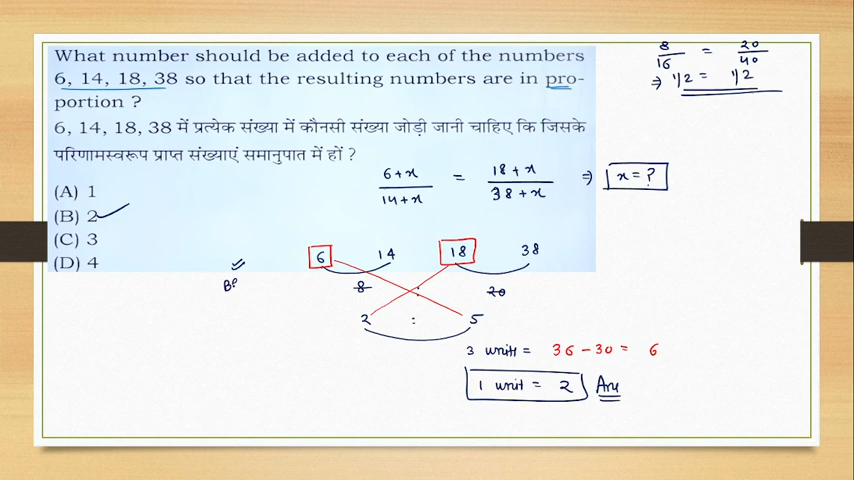 What number should be added to each of the numbers
6, 14, 18, 38 so that the resulting numbers are in pro-
portion ?
6, 14, 18, 38 में प्रत्येक संख्या में कौनसी संख्या जोड़ी जानी चाहिए कि जिसके
परिणामस्वरूप प्राप्त संख्याएं समानुपात में हों ?
(A) 1
(B) 2
(C) 3
(D) 4
8/16 = 20/40
⇒ 1/2 = 1/2
6+x/14+x = 18+x/38+x ⇒ x = ?
6 14 18 38
8 : 20
2 : 5
3 units = 36 - 30 = 6
1 unit = 2 Ans